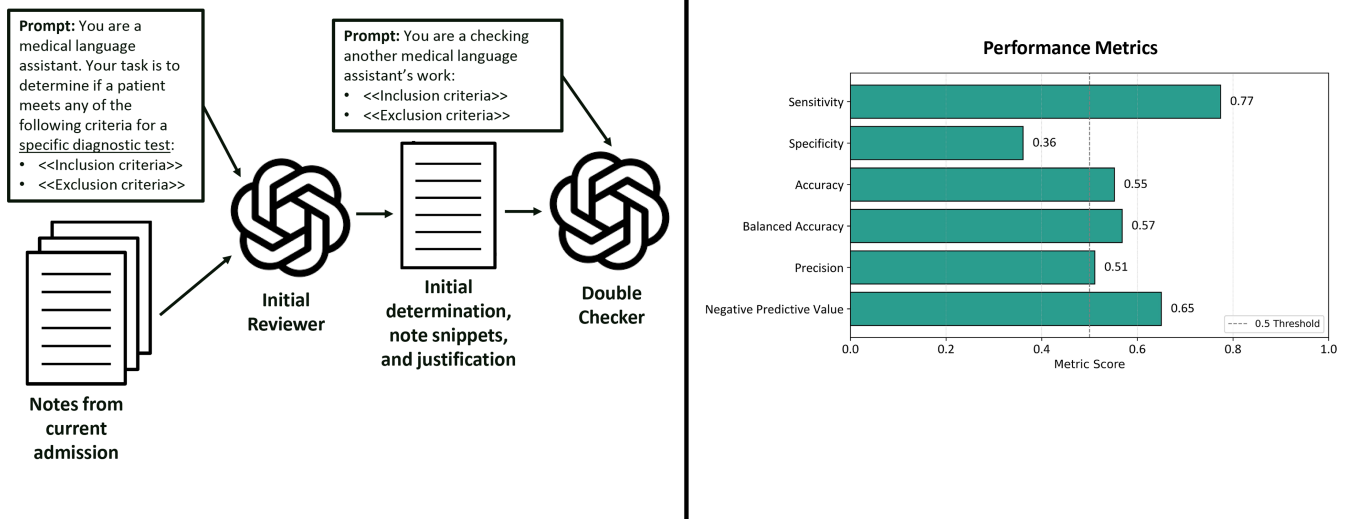 Prompt: You are a
medical language
assistant. Your task is to
determine if a patient
meets any of the
following criteria for a
specific diagnostic test:
• <<Inclusion criteria>>
• <<Exclusion criteria>>
Notes from
current
admission
Initial
Reviewer
Prompt: You are a checking
another medical language
assistant's work:
• <<Inclusion criteria>>
• <<Exclusion criteria>>
Initial
determination,
note snippets,
and justification
Double
Checker
Performance Metrics
Sensitivity 0.77
Specificity 0.36
Accuracy 0.55
Balanced Accuracy 0.57
Precision 0.51
Negative Predictive Value 0.65
0.5 Threshold
0.0 0.2 0.4 0.6 0.8 1.0
Metric Score